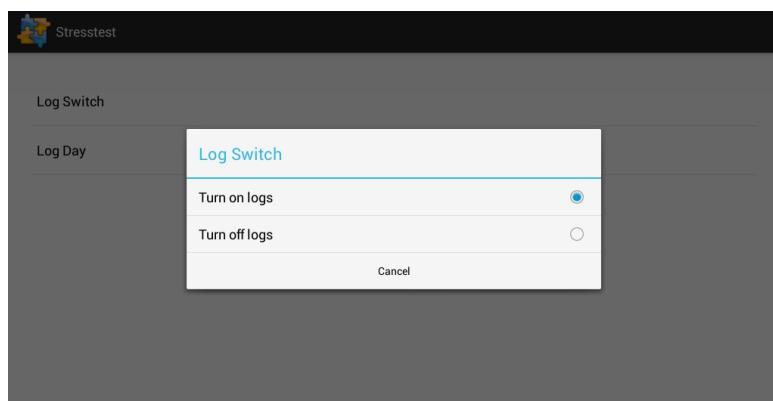 Stresstest
Log Switch
Log Day
Log Switch
Turn on logs
Turn off logs
Cancel